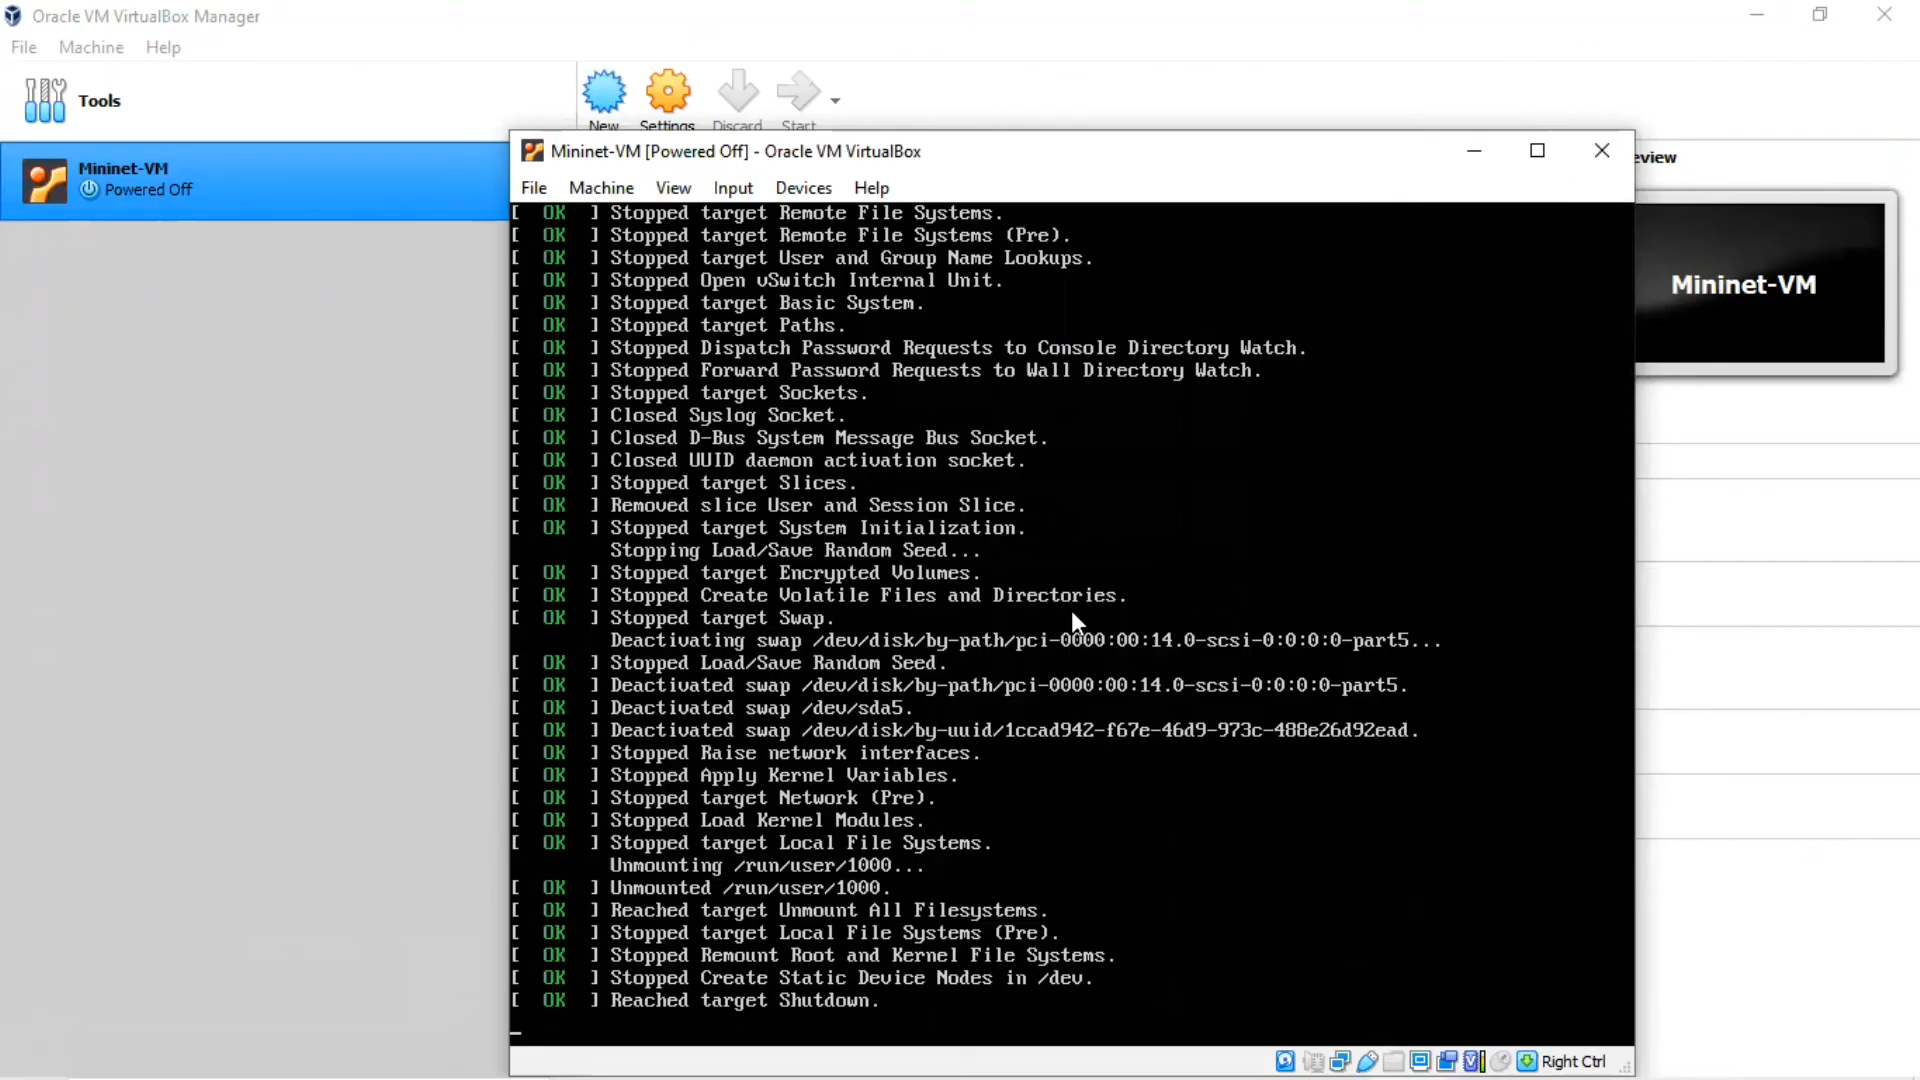 Oracle VM VirtualBox Manager
File Machine Help
Tools
New Settings Discard Start
Mininet-VM
Powered Off
Mininet-VM [Powered Off] - Oracle VM VirtualBox
File Machine View Input Devices Help
[ OK ] Stopped target Remote File Systems.
[ OK ] Stopped target Remote File Systems (Pre).
[ OK ] Stopped target User and Group Name Lookups.
[ OK ] Stopped Open vSwitch Internal Unit.
[ OK ] Stopped target Basic System.
[ OK ] Stopped target Paths.
[ OK ] Stopped Dispatch Password Requests to Console Directory Watch.
[ OK ] Stopped Forward Password Requests to Wall Directory Watch.
[ OK ] Stopped target Sockets.
[ OK ] Closed Syslog Socket.
[ OK ] Closed D-Bus System Message Bus Socket.
[ OK ] Closed UUID daemon activation socket.
[ OK ] Stopped target Slices.
[ OK ] Removed slice User and Session Slice.
[ OK ] Stopped target System Initialization.
Stopping Load/Save Random Seed...
[ OK ] Stopped target Encrypted Volumes.
[ OK ] Stopped Create Volatile Files and Directories.
[ OK ] Stopped target Swap.
Deactivating swap /dev/disk/by-path/pci-0000:00:14.0-scsi-0:0:0:0-part5...
[ OK ] Stopped Load/Save Random Seed.
[ OK ] Deactivated swap /dev/disk/by-path/pci-0000:00:14.0-scsi-0:0:0:0-part5.
[ OK ] Deactivated swap /dev/sda5.
[ OK ] Deactivated swap /dev/disk/by-uuid/1ccad942-f67e-46d9-973c-488e26d92ead.
[ OK ] Stopped Raise network interfaces.
[ OK ] Stopped Apply Kernel Variables.
[ OK ] Stopped target Network (Pre).
[ OK ] Stopped Load Kernel Modules.
[ OK ] Stopped target Local File Systems.
Unmounting /run/user/1000...
[ OK ] Unmounted /run/user/1000.
[ OK ] Reached target Unmount All Filesystems.
[ OK ] Stopped target Local File Systems (Pre).
[ OK ] Stopped Remount Root and Kernel File Systems.
[ OK ] Stopped Create Static Device Nodes in /dev.
[ OK ] Reached target Shutdown.
_
Right Ctrl
eview
Mininet-VM